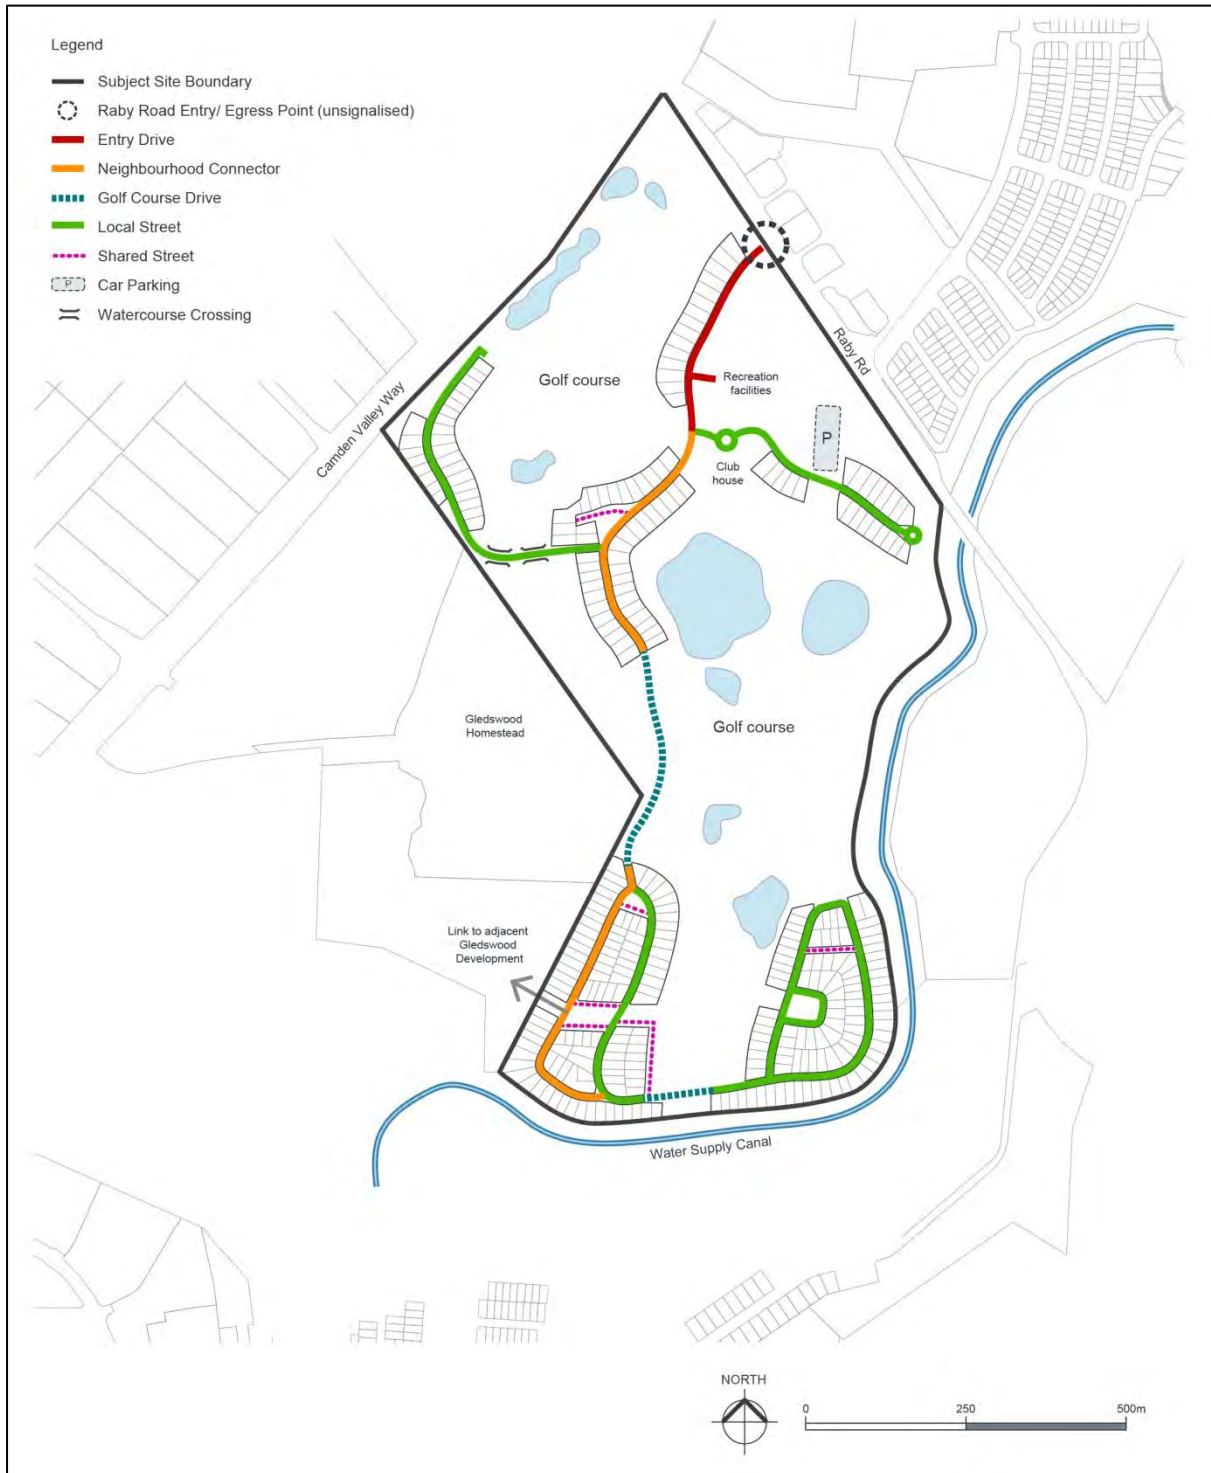 Legend
Subject Site Boundary
Raby Road Entry/ Egress Point (unsignalised)
Entry Drive
Neighbourhood Connector
Golf Course Drive
Local Street
Shared Street
P Car Parking
Watercourse Crossing
Raby Rd
Camden Valley Way
Golf course
Recreation
facilities
P
Club
house
Gledswood
Homestead
Golf course
Link to adjacent
Gledswood
Development
Water Supply Canal
NORTH
0 250 500m